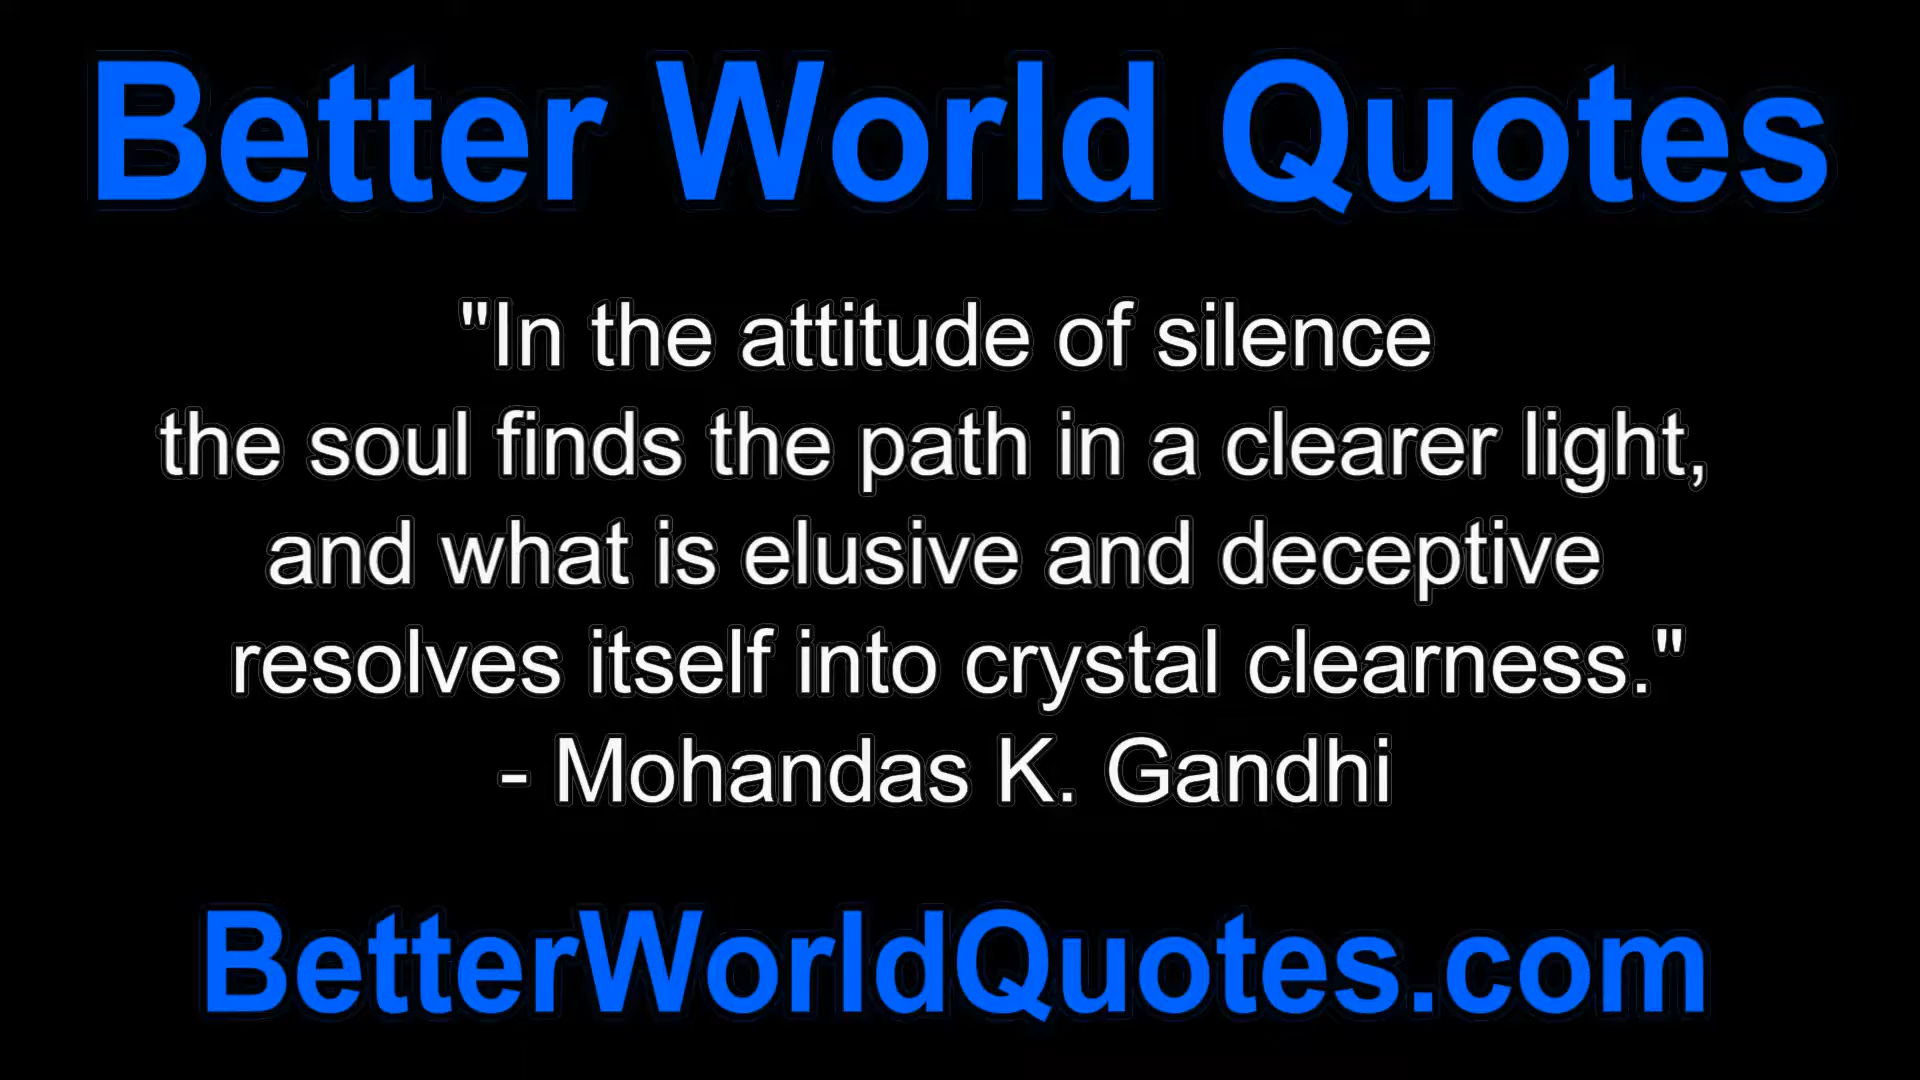 Better World Quotes
"In the attitude of silence
the soul finds the path in a clearer light,
and what is elusive and deceptive
resolves itself into crystal clearness."
- Mohandas K. Gandhi
BetterWorldQuotes.com